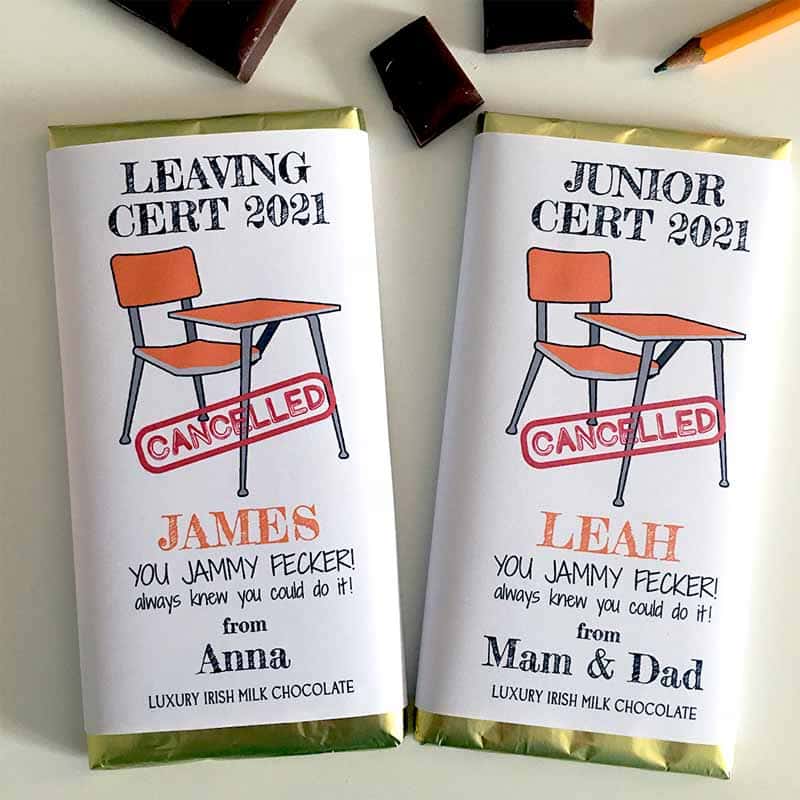 LEAVING
CERT 2021
CANCELLED
JAMES
YOU JAMMY FECKER!
always knew you could do it!
from
Anna
LUXURY IRISH MILK CHOCOLATE
JUNIOR
CERT 2021
CANCELLED
LEAH
YOU JAMMY FECKER!
always knew you could do it!
from
Mam & Dad
LUXURY IRISH MILK CHOCOLATE